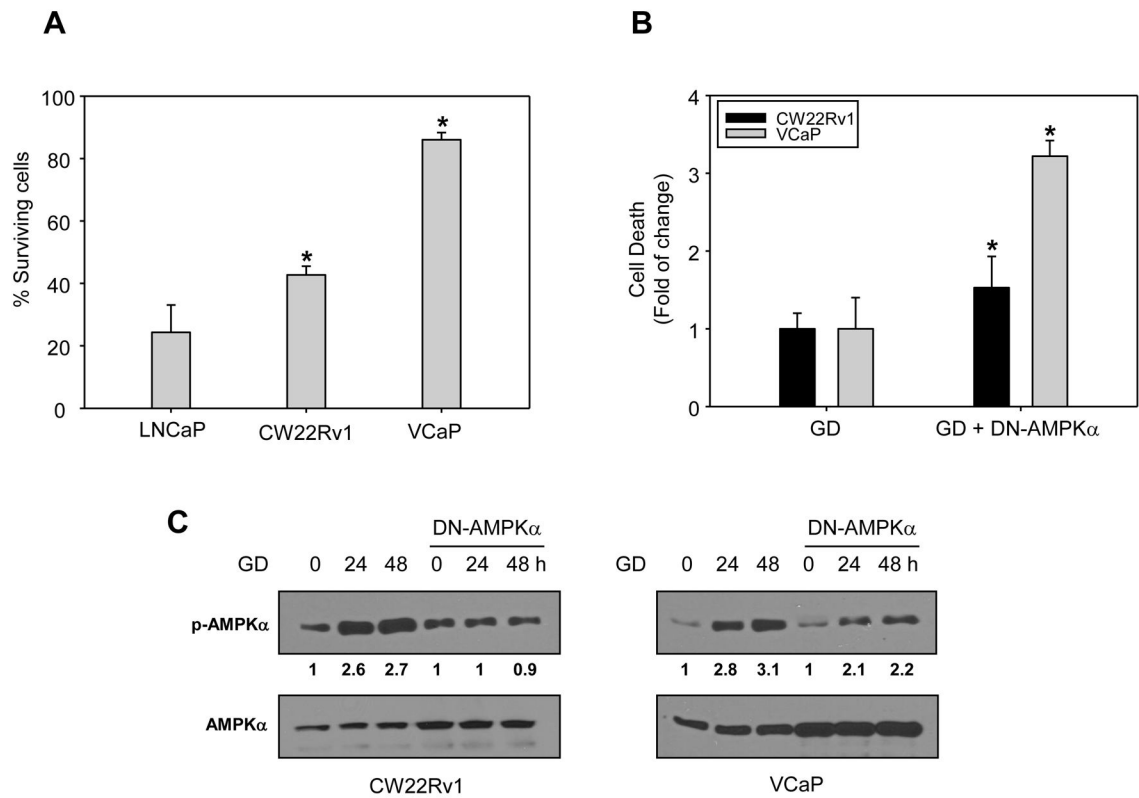 A
100
80
60
40
20
0
% Surviving cells
*
*
LNCaP
CW22Rv1
VCaP
B
4
3
2
1
0
Cell Death
(Fold of change)
CW22Rv1
VCaP
*
*
GD
GD + DN-AMPKα
C
DN-AMPKα
GD 0 24 48 0 24 48 h
p-AMPKα
1 2.6 2.7 1 1 0.9
AMPKα
CW22Rv1
DN-AMPKα
GD 0 24 48 0 24 48 h
1 2.8 3.1 1 2.1 2.2
VCaP